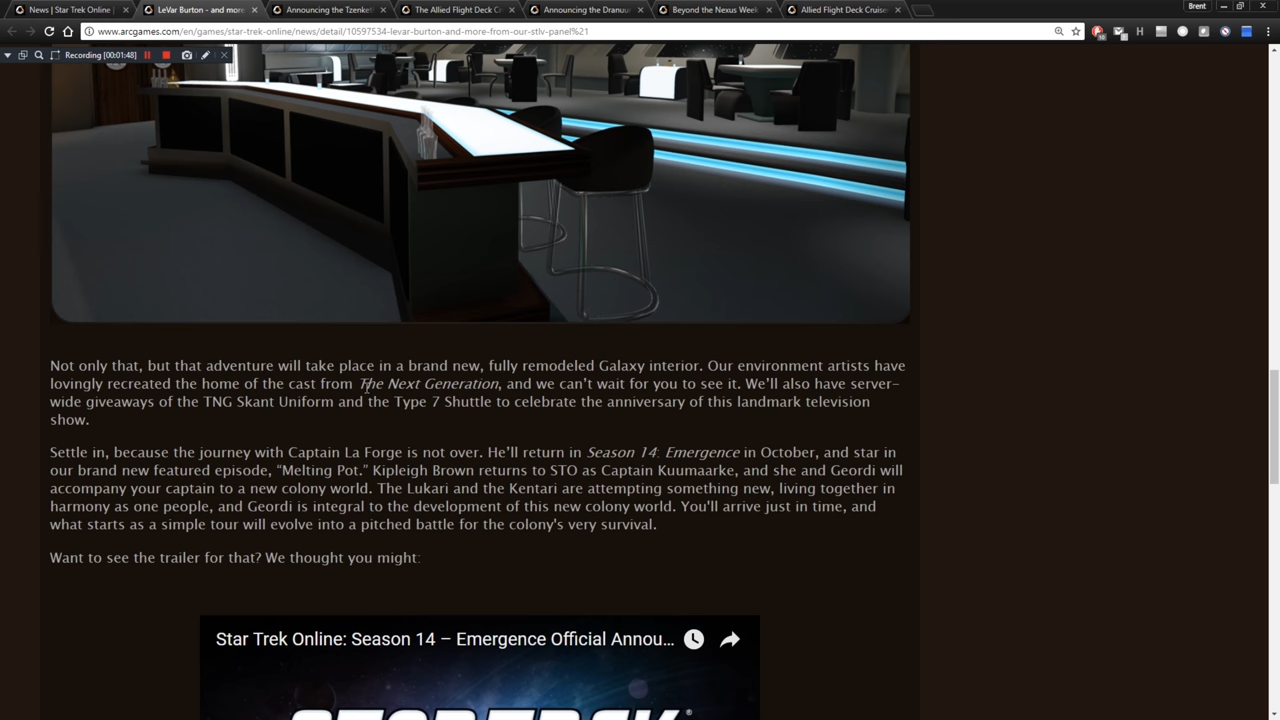 News | Star Trek Online
LeVar Burton - and more
Announcing the Tzenketh
The Allied Flight Deck C
Announcing the Dranuu
Beyond the Nexus Week
Allied Flight Deck Cruise
Brent
www.arcgames.com/en/games/star-trek-online/news/detail/10597534-levar-burton-and-more-from-our-stlv-panel%21
Recording [00:01:48]
Not only that, but that adventure will take place in a brand new, fully remodeled Galaxy interior. Our environment artists have
lovingly recreated the home of the cast from The Next Generation, and we can't wait for you to see it. We'll also have server-
wide giveaways of the TNG Skant Uniform and the Type 7 Shuttle to celebrate the anniversary of this landmark television
show.
Settle in, because the journey with Captain La Forge is not over. He'll return in Season 14: Emergence in October, and star in
our brand new featured episode, “Melting Pot.” Kipleigh Brown returns to STO as Captain Kuumaarke, and she and Geordi will
accompany your captain to a new colony world. The Lukari and the Kentari are attempting something new, living together in
harmony as one people, and Geordi is integral to the development of this new colony world. You'll arrive just in time, and
what starts as a simple tour will evolve into a pitched battle for the colony's very survival.
Want to see the trailer for that? We thought you might:
Star Trek Online: Season 14 – Emergence Official Annou...
STAR TREK®